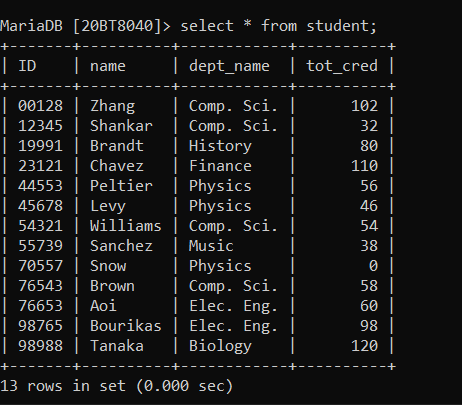 MariaDB [20BT8040]> select * from student;
+-------+----------+------------+----------+
| ID    | name     | dept_name  | tot_cred |
+-------+----------+------------+----------+
| 00128 | Zhang    | Comp. Sci. |      102 |
| 12345 | Shankar  | Comp. Sci. |       32 |
| 19991 | Brandt   | History    |       80 |
| 23121 | Chavez   | Finance    |      110 |
| 44553 | Peltier  | Physics    |       56 |
| 45678 | Levy     | Physics    |       46 |
| 54321 | Williams | Comp. Sci. |       54 |
| 55739 | Sanchez  | Music      |       38 |
| 70557 | Snow     | Physics    |        0 |
| 76543 | Brown    | Comp. Sci. |       58 |
| 76653 | Aoi      | Elec. Eng. |       60 |
| 98765 | Bourikas | Elec. Eng. |       98 |
| 98988 | Tanaka   | Biology    |      120 |
+-------+----------+------------+----------+
13 rows in set (0.000 sec)